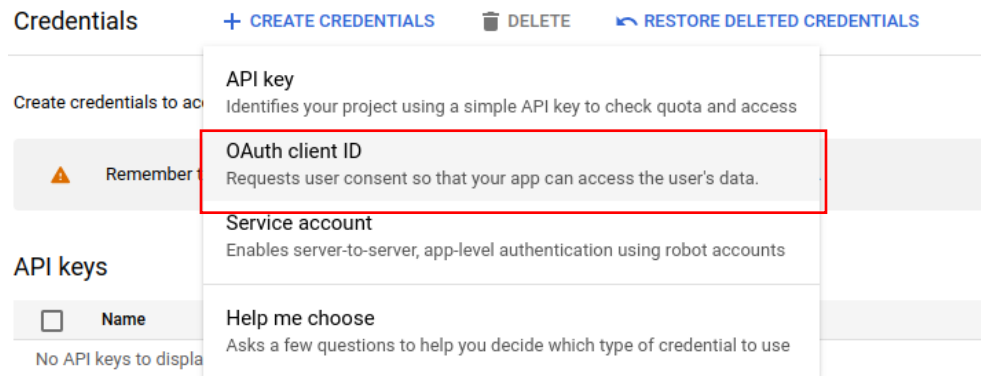 Credentials
+ CREATE CREDENTIALS
DELETE
RESTORE DELETED CREDENTIALS
API key
Identifies your project using a simple API key to check quota and access
Create credentials to
OAuth client ID
Requests user consent so that your app can access the user's data.
Remember
Service account
Enables server-to-server, app-level authentication using robot accounts
API keys
Name
Help me choose
Asks a few questions to help you decide which type of credential to use
No API keys to displa